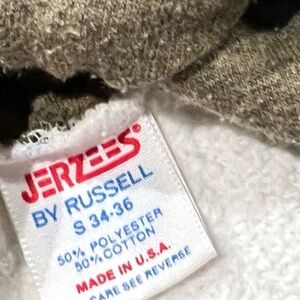 JERZEES®
BY RUSSELL
S 34-36
50% POLYESTER
50% COTTON
MADE IN U.S.A.
CARE SEE REVERSE